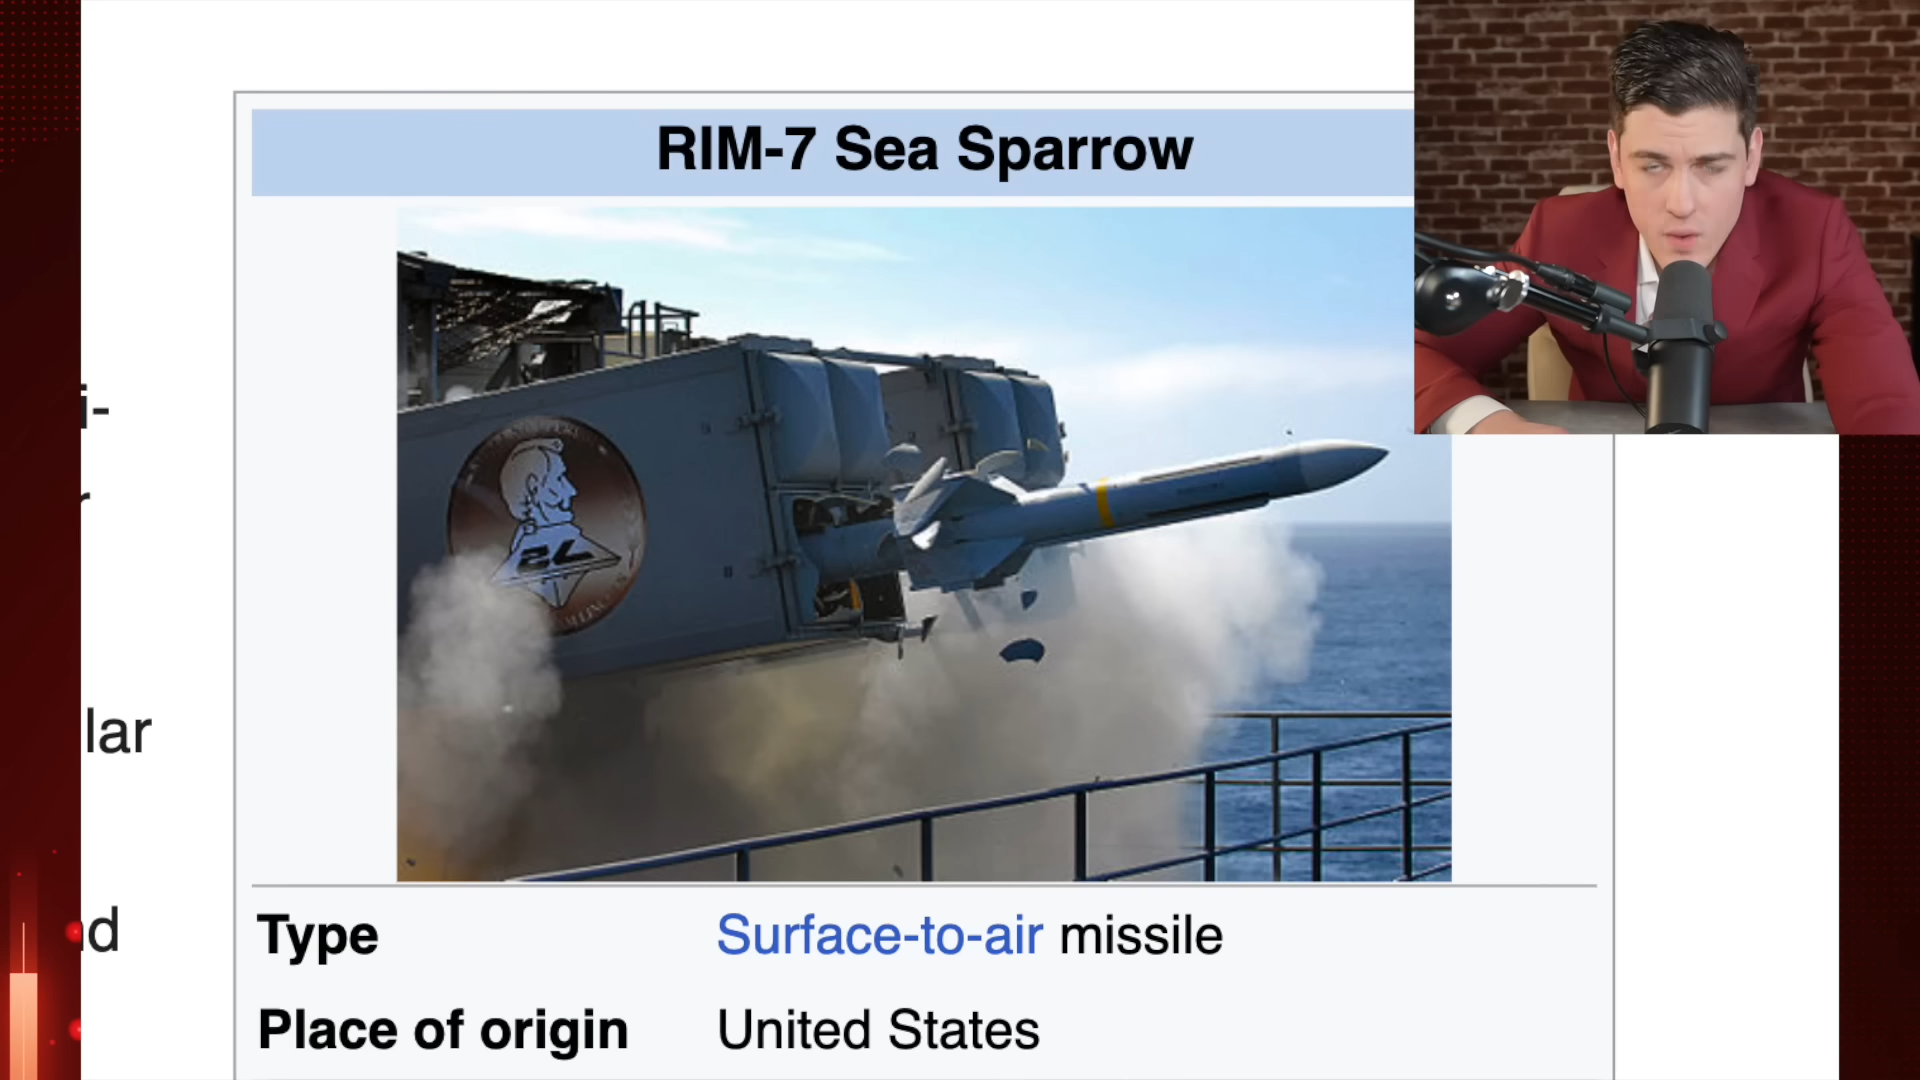 RIM-7 Sea Sparrow
i-
r
lar
d
Type Surface-to-air missile
Place of origin United States